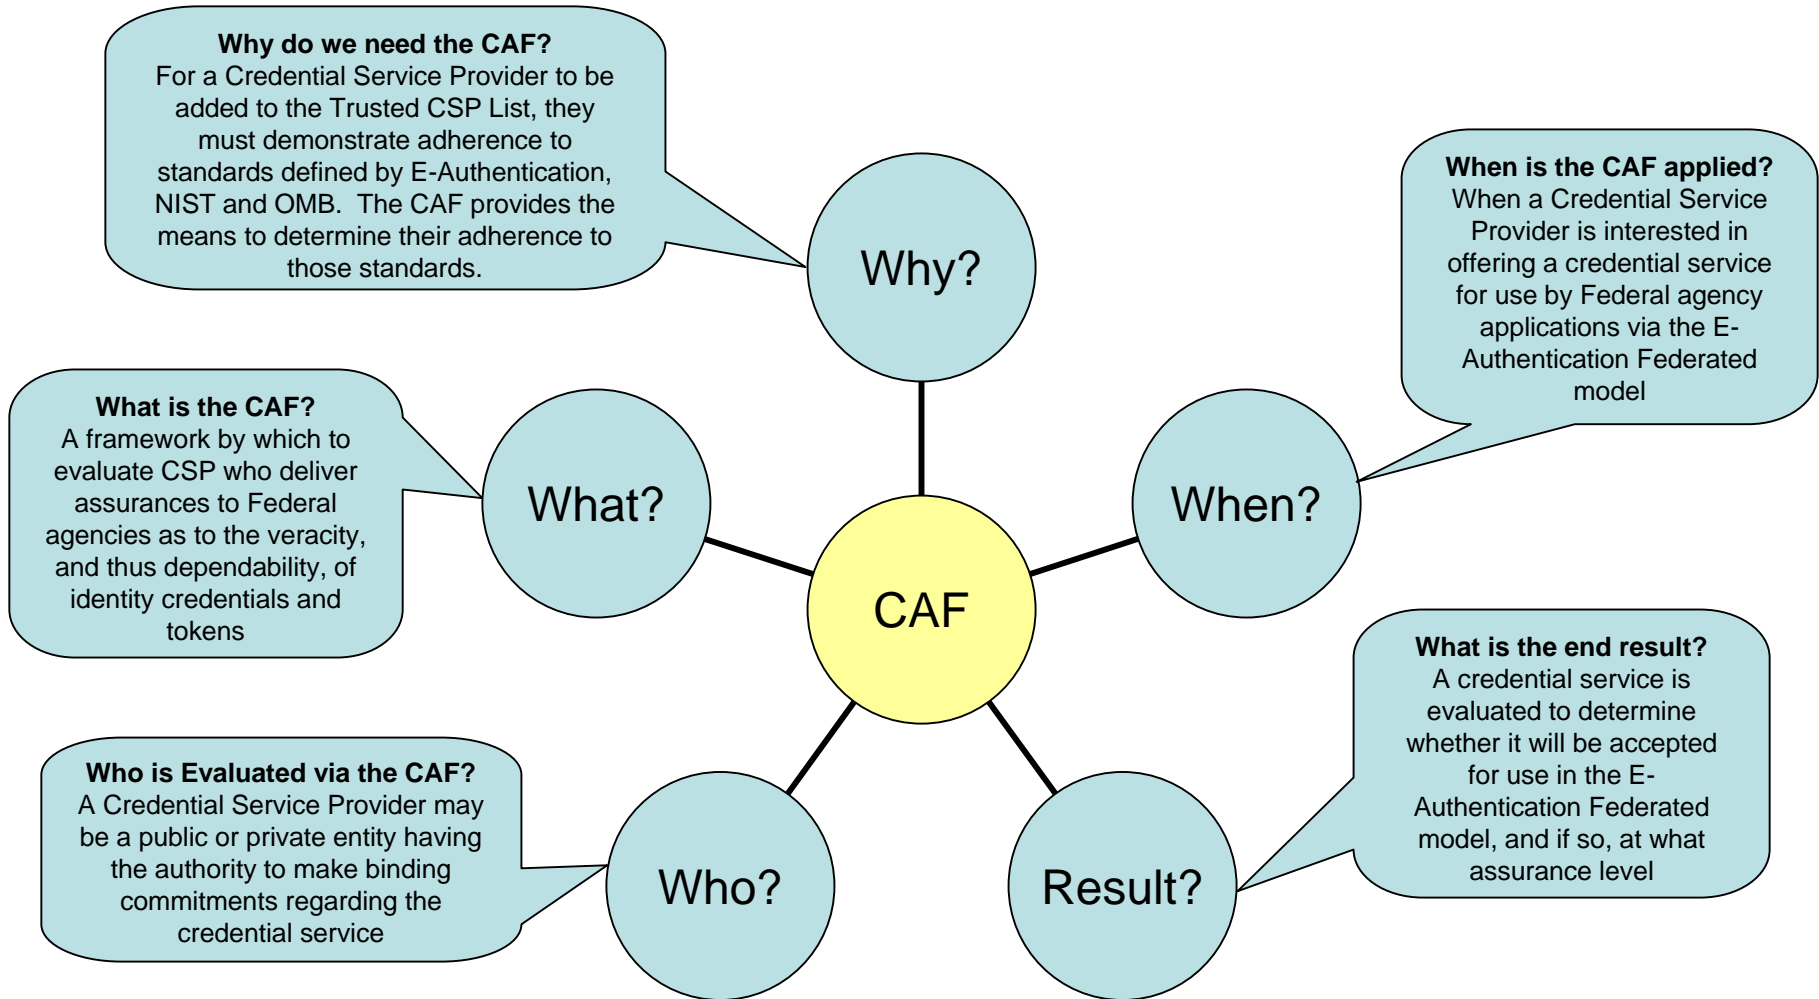 Why do we need the CAF?
For a Credential Service Provider to be
added to the Trusted CSP List, they
must demonstrate adherence to
standards defined by E-Authentication,
NIST and OMB.  The CAF provides the
means to determine their adherence to
those standards.
Why?
When is the CAF applied?
When a Credential Service
Provider is interested in
offering a credential service
for use by Federal agency
applications via the E-
Authentication Federated
model
When?
What is the CAF?
A framework by which to
evaluate CSP who deliver
assurances to Federal
agencies as to the veracity,
and thus dependability, of
identity credentials and
tokens
What?
CAF
What is the end result?
A credential service is
evaluated to determine
whether it will be accepted
for use in the E-
Authentication Federated
model, and if so, at what
assurance level
Result?
Who is Evaluated via the CAF?
A Credential Service Provider may
be a public or private entity having
the authority to make binding
commitments regarding the
credential service
Who?